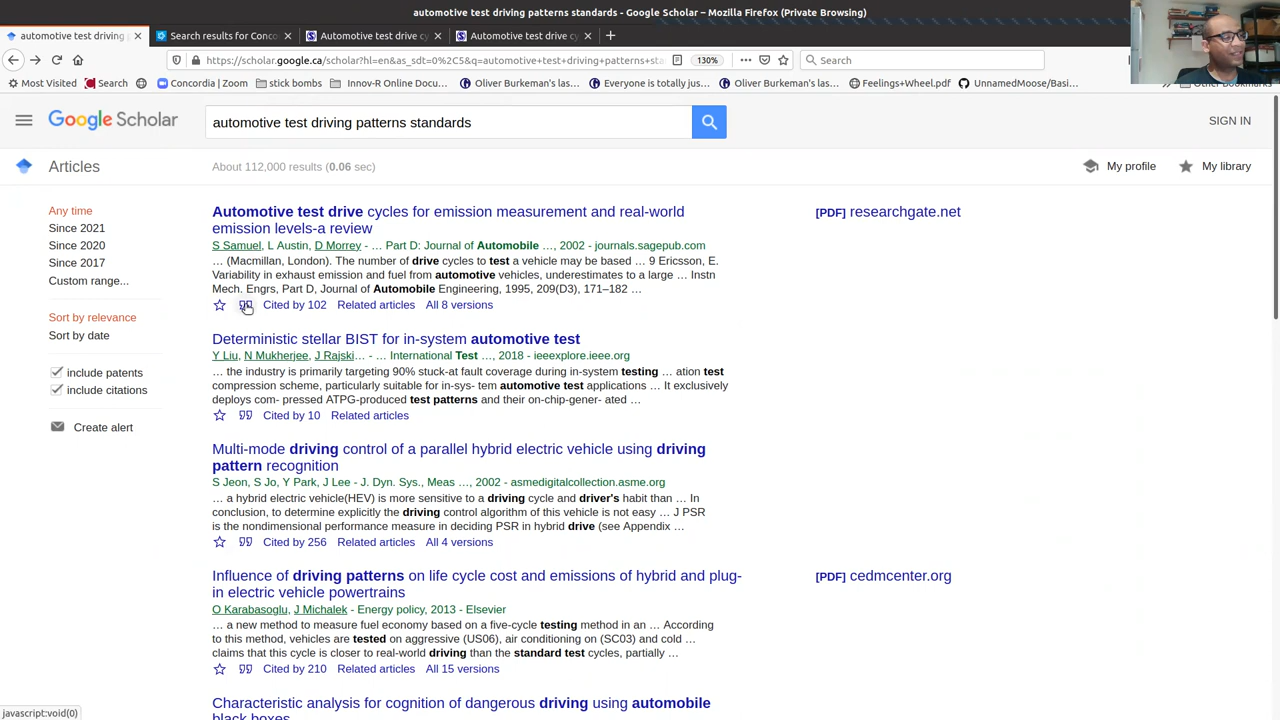 automotive test driving patterns standards - Google Scholar - Mozilla Firefox (Private Browsing)
automotive test driving
Search results for Conco
Automotive test drive cy
Automotive test drive cy
https://scholar.google.ca/scholar?hl=en&as_sdt=0%2C5&q=automotive+test+driving+patterns+sta
130%
Search
Most Visited
Search
Concordia | Zoom
stick bombs
Innov-R Online Docu…
Oliver Burkeman's las…
Everyone is totally jus…
Oliver Burkeman's las…
Feelings+Wheel.pdf
UnnamedMoose/Basi…
Other Bookmarks
Google Scholar
automotive test driving patterns standards
SIGN IN
Articles
About 112,000 results (0.06 sec)
My profile
My library
Any time
Since 2021
Since 2020
Since 2017
Custom range...
Sort by relevance
Sort by date
include patents
include citations
Create alert
Automotive test drive cycles for emission measurement and real-world
emission levels-a review
S Samuel, L Austin, D Morrey - … Part D: Journal of Automobile …, 2002 - journals.sagepub.com
… (Macmillan, London). The number of drive cycles to test a vehicle may be based … 9 Ericsson, E.
Variability in exhaust emission and fuel from automotive vehicles, underestimates to a large … Instn
Mech. Engrs, Part D, Journal of Automobile Engineering, 1995, 209(D3), 171–182 …
Cited by 102 Related articles All 8 versions
[PDF] researchgate.net
Deterministic stellar BIST for in-system automotive test
Y Liu, N Mukherjee, J Rajski… - … International Test …, 2018 - ieeexplore.ieee.org
… the industry is primarily targeting 90% stuck-at fault coverage during in-system testing … ation test
compression scheme, particularly suitable for in-sys- tem automotive test applications … It exclusively
deploys com- pressed ATPG-produced test patterns and their on-chip-gener- ated …
Cited by 10 Related articles
Multi-mode driving control of a parallel hybrid electric vehicle using driving
pattern recognition
S Jeon, S Jo, Y Park, J Lee - J. Dyn. Sys., Meas …, 2002 - asmedigitalcollection.asme.org
… a hybrid electric vehicle(HEV) is more sensitive to a driving cycle and driver's habit than … In
conclusion, to determine explicitly the driving control algorithm of this vehicle is not easy … J PSR
is the nondimensional performance measure in deciding PSR in hybrid drive (see Appendix …
Cited by 256 Related articles All 4 versions
Influence of driving patterns on life cycle cost and emissions of hybrid and plug-
in electric vehicle powertrains
O Karabasoglu, J Michalek - Energy policy, 2013 - Elsevier
… a new method to measure fuel economy based on a five-cycle testing method in an … According
to this method, vehicles are tested on aggressive (US06), air conditioning on (SC03) and cold …
claims that this cycle is closer to real-world driving than the standard test cycles, partially …
Cited by 210 Related articles All 15 versions
[PDF] cedmcenter.org
Characteristic analysis for cognition of dangerous driving using automobile
black boxes
javascript:void(0)